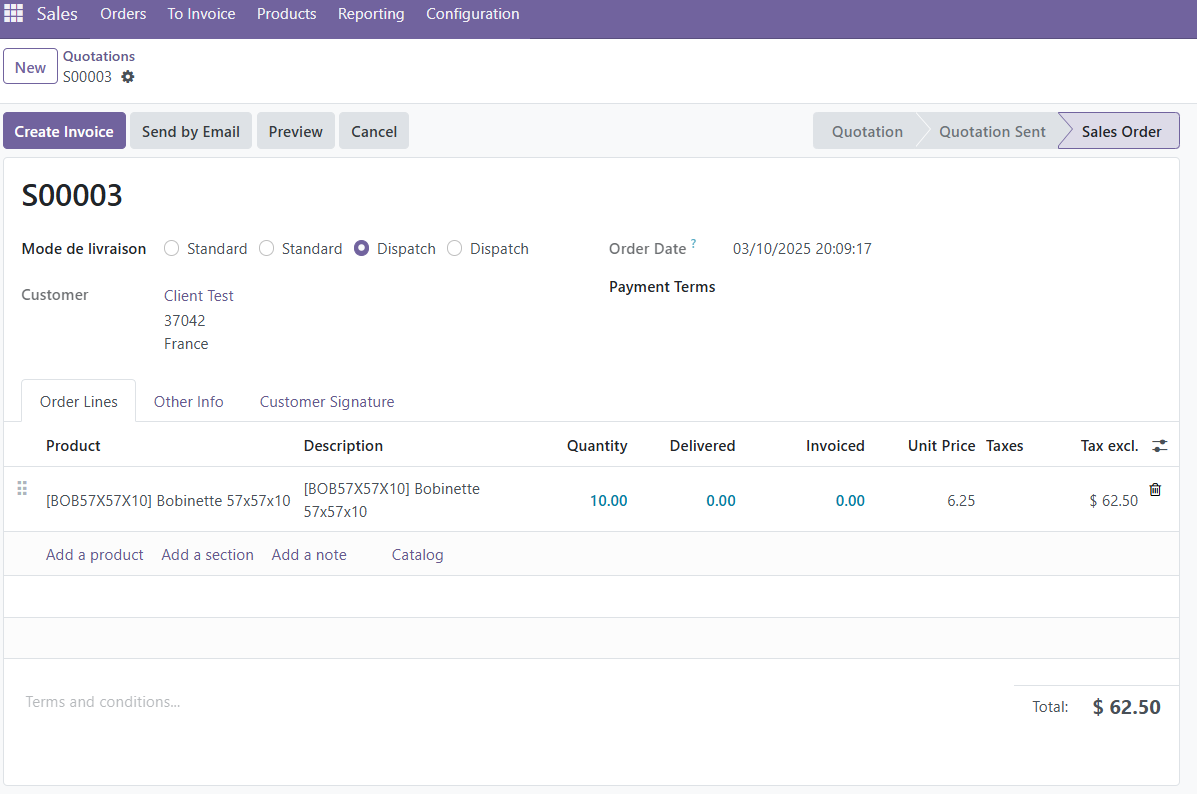 Sales Orders To Invoice Products Reporting Configuration
New
Quotations
S00003
Create Invoice Send by Email Preview Cancel Quotation Quotation Sent Sales Order
S00003
Mode de livraison Standard Standard Dispatch Dispatch
Order Date ? 03/10/2025 20:09:17
Payment Terms
Customer Client Test
37042
France
Order Lines Other Info Customer Signature
Product Description Quantity Delivered Invoiced Unit Price Taxes Tax excl.
[BOB57X57X10] Bobinette 57x57x10 [BOB57X57X10] Bobinette
57x57x10 10.00 0.00 0.00 6.25 $ 62.50
Add a product Add a section Add a note Catalog
Terms and conditions...
Total: $ 62.50